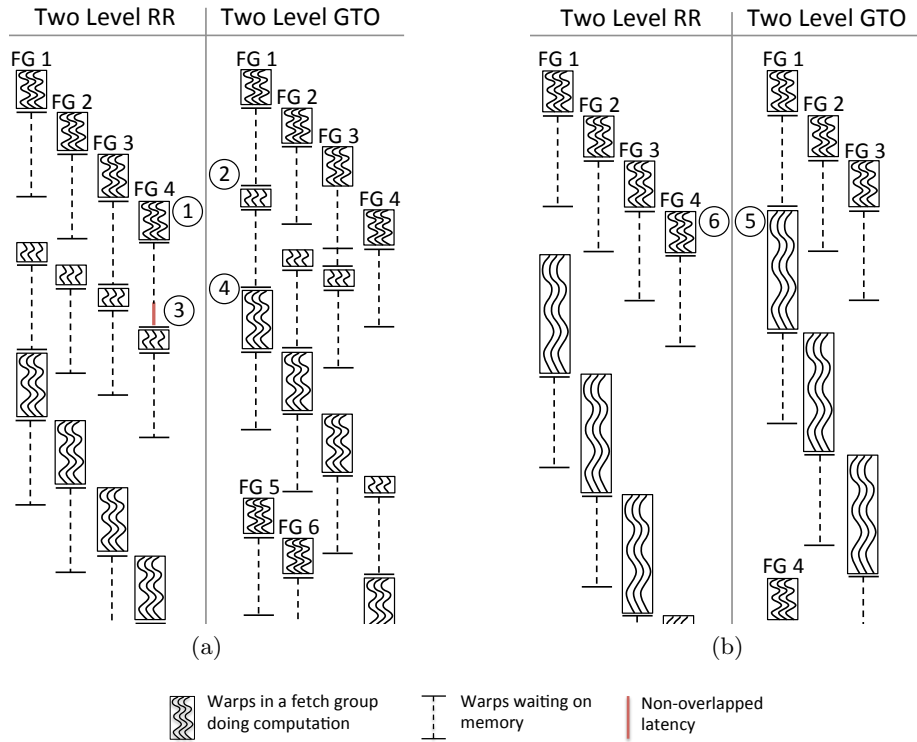 Two Level RR
Two Level GTO
FG 1
FG 2
FG 3
FG 4
1
3
FG 1
FG 2
FG 3
FG 4
2
4
FG 5
FG 6
(a)
Two Level RR
Two Level GTO
FG 1
FG 2
FG 3
FG 4
6
FG 1
FG 2
FG 3
5
FG 4
(b)
Warps in a fetch group
doing computation
Warps waiting on
memory
Non-overlapped
latency